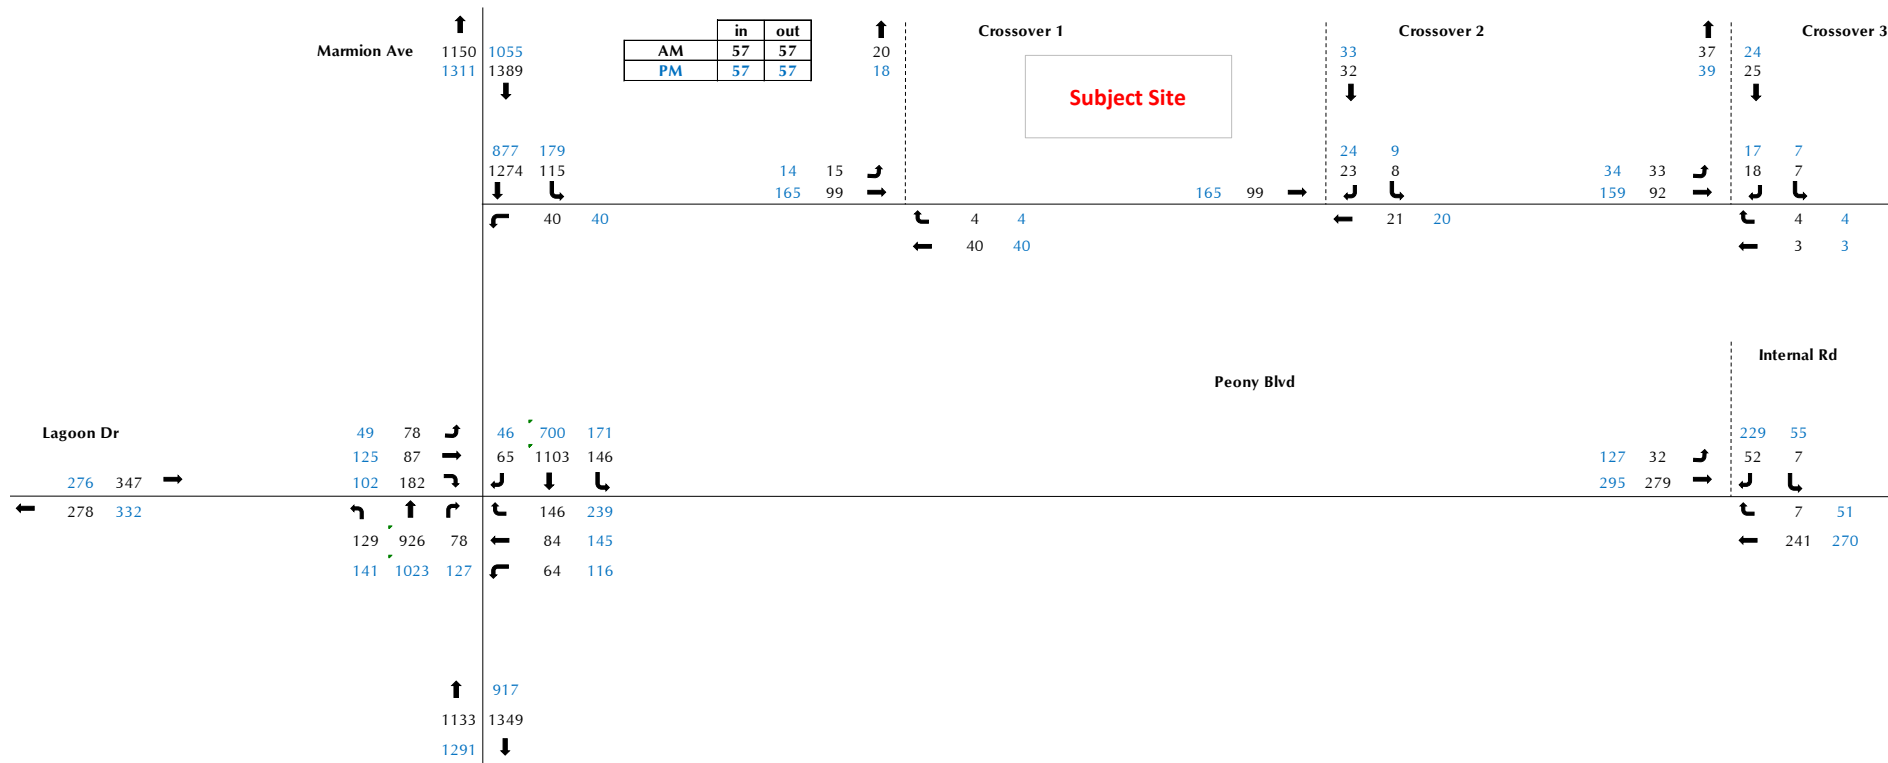 in out
Crossover 1 Crossover 2 Crossover 3
Marmion Ave 1150 1055 AM 57 57 20 33 37 24
1311 1389 PM 57 57 18 32 39 25
Subject Site
877 179 24 9 17 7
1274 115 14 15 23 8 34 33 18 7
165 99 165 99 159 92
40 40 4 4 21 20 4 4
40 40 3 3
Internal Rd
Peony Blvd
Lagoon Dr 49 78 46 700 171 229 55
125 87 65 1103 146 127 32 52 7
276 347 102 182 295 279
278 332 146 239 7 51
129 926 78 84 145 241 270
141 1023 127 64 116
917
1133 1349
1291